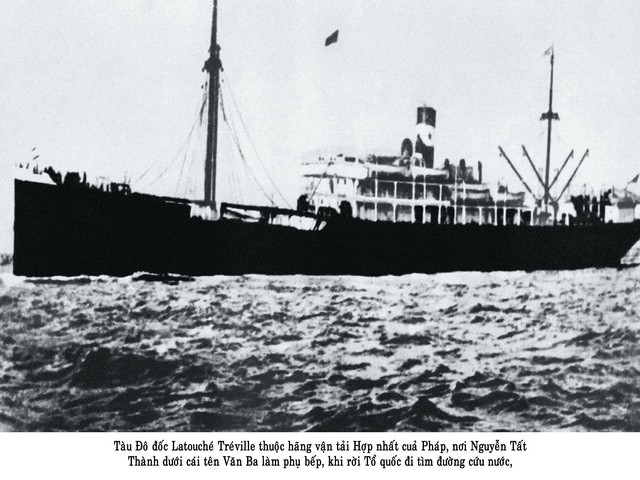 Tàu Đô đốc Latouché Tréville thuộc hãng vận tải Hợp nhất cuả Pháp, nơi Nguyễn Tất
Thành dưới cái tên Văn Ba làm phụ bếp, khi rời Tổ quốc đi tìm đường cứu nước,